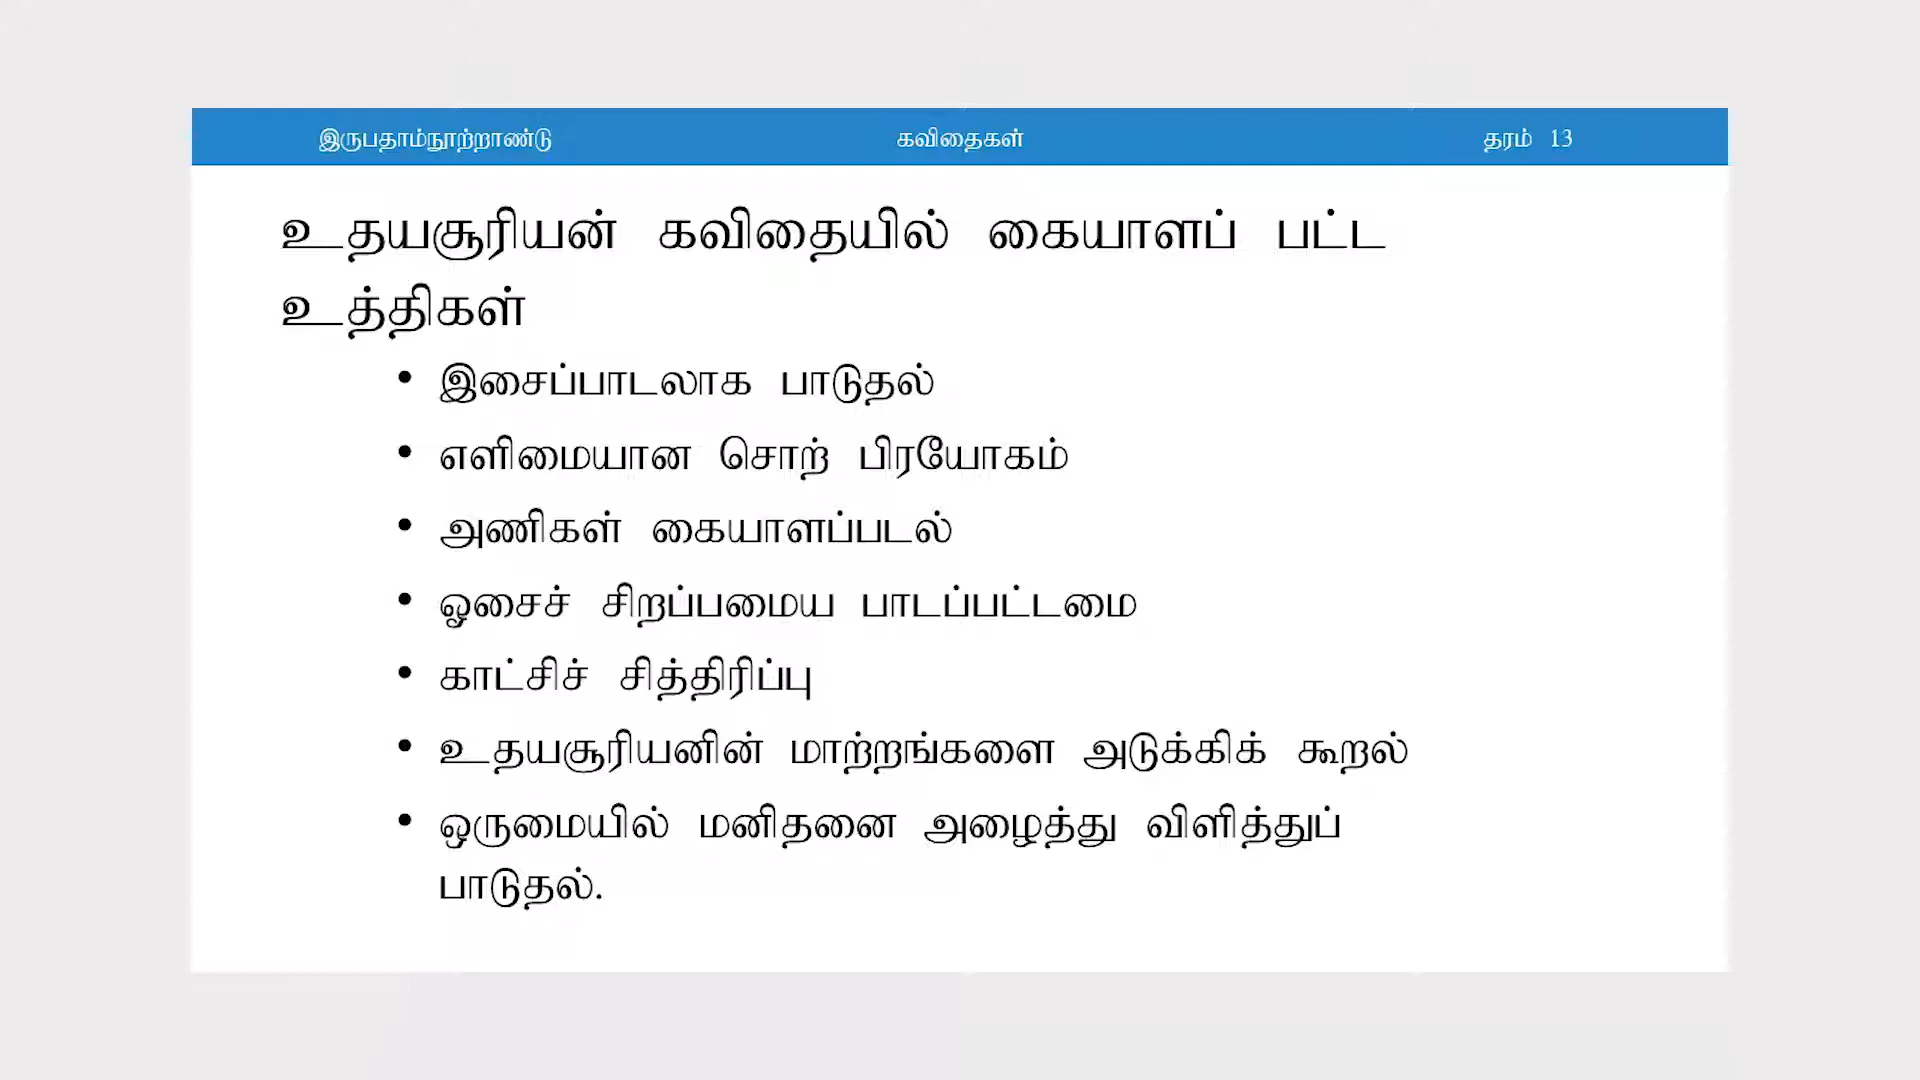 இருபதாம்நூற்றாண்டு கவிதைகள் தரம் 13
உதயசூரியன் கவிதையில் கையாளப் பட்ட
உத்திகள்
• இசைப்பாடலாக பாடுதல்
• எளிமையான சொற் பிரயோகம்
• அணிகள் கையாளப்படல்
• ஓசைச் சிறப்பமைய பாடப்பட்டமை
• காட்சிச் சித்திரிப்பு
• உதயசூரியனின் மாற்றங்களை அடுக்கிக் கூறல்
• ஒருமையில் மனிதனை அழைத்து விளித்துப்
பாடுதல்.